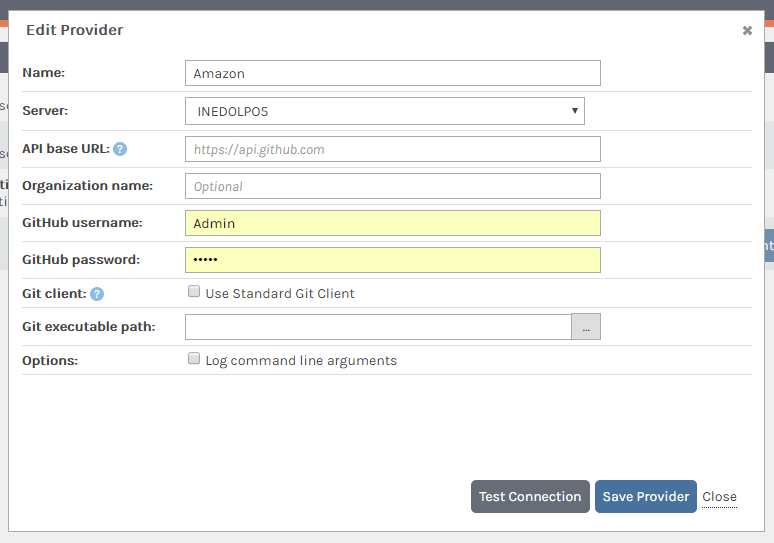 Edit Provider
Name: Amazon
Server: INEDOLPO5
API base URL: ? https://api.github.com
Organization name: Optional
GitHub username: Admin
GitHub password: •••••
Git client: ? Use Standard Git Client
Git executable path: ...
Options: Log command line arguments
Test Connection Save Provider Close